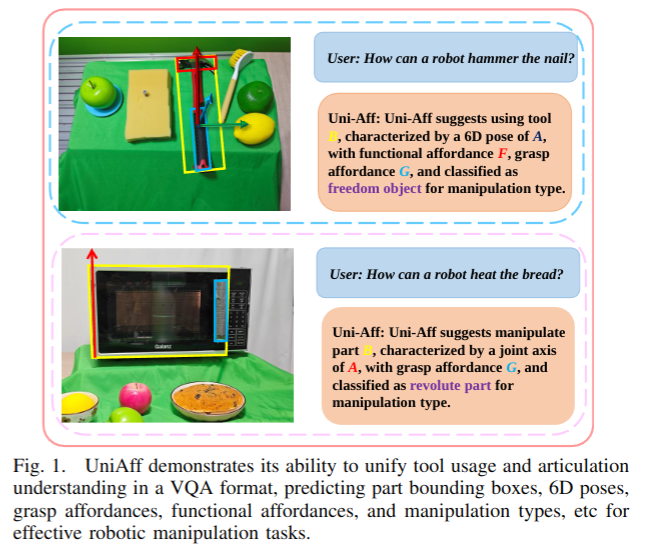 User: How can a robot hammer the nail?
Uni-Aff: Uni-Aff suggests using tool
B, characterized by a 6D pose of A,
with functional affordance F, grasp
affordance G, and classified as
freedom object for manipulation type.
Galanz
User: How can a robot heat the bread?
Uni-Aff: Uni-Aff suggests manipulate
part B, characterized by a joint axis
of A, with grasp affordance G, and
classified as revolute part for
manipulation type.
Fig. 1. UniAff demonstrates its ability to unify tool usage and articulation
understanding in a VQA format, predicting part bounding boxes, 6D poses,
grasp affordances, functional affordances, and manipulation types, etc for
effective robotic manipulation tasks.